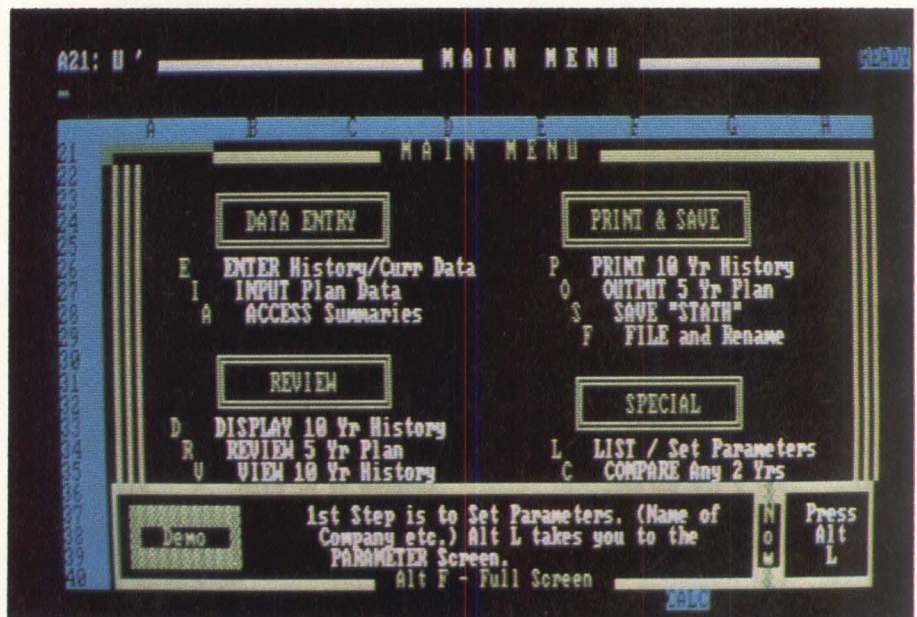 A21: U ' MAIN MENU READY
A B C D E F G H
21 MAIN MENU
22
23
24
25
26
27
28
29
30
31
32
33
34
35
36
37
38
39
40
DATA ENTRY
E ENTER History/Curr Data
I INPUT Plan Data
A ACCESS Summaries
REVIEW
D DISPLAY 10 Yr History
R REVIEW 5 Yr Plan
V VIEW 10 Yr History
PRINT & SAVE
P PRINT 10 Yr History
O OUTPUT 5 Yr Plan
S SAVE "STATH"
F FILE and Rename
SPECIAL
L LIST / Set Parameters
C COMPARE Any 2 Yrs
Demo
1st Step is to Set Parameters. (Name of
Company etc.) Alt L takes you to the
PARAMETER Screen.
Now
Press
Alt
L
Alt F - Full Screen
CALC